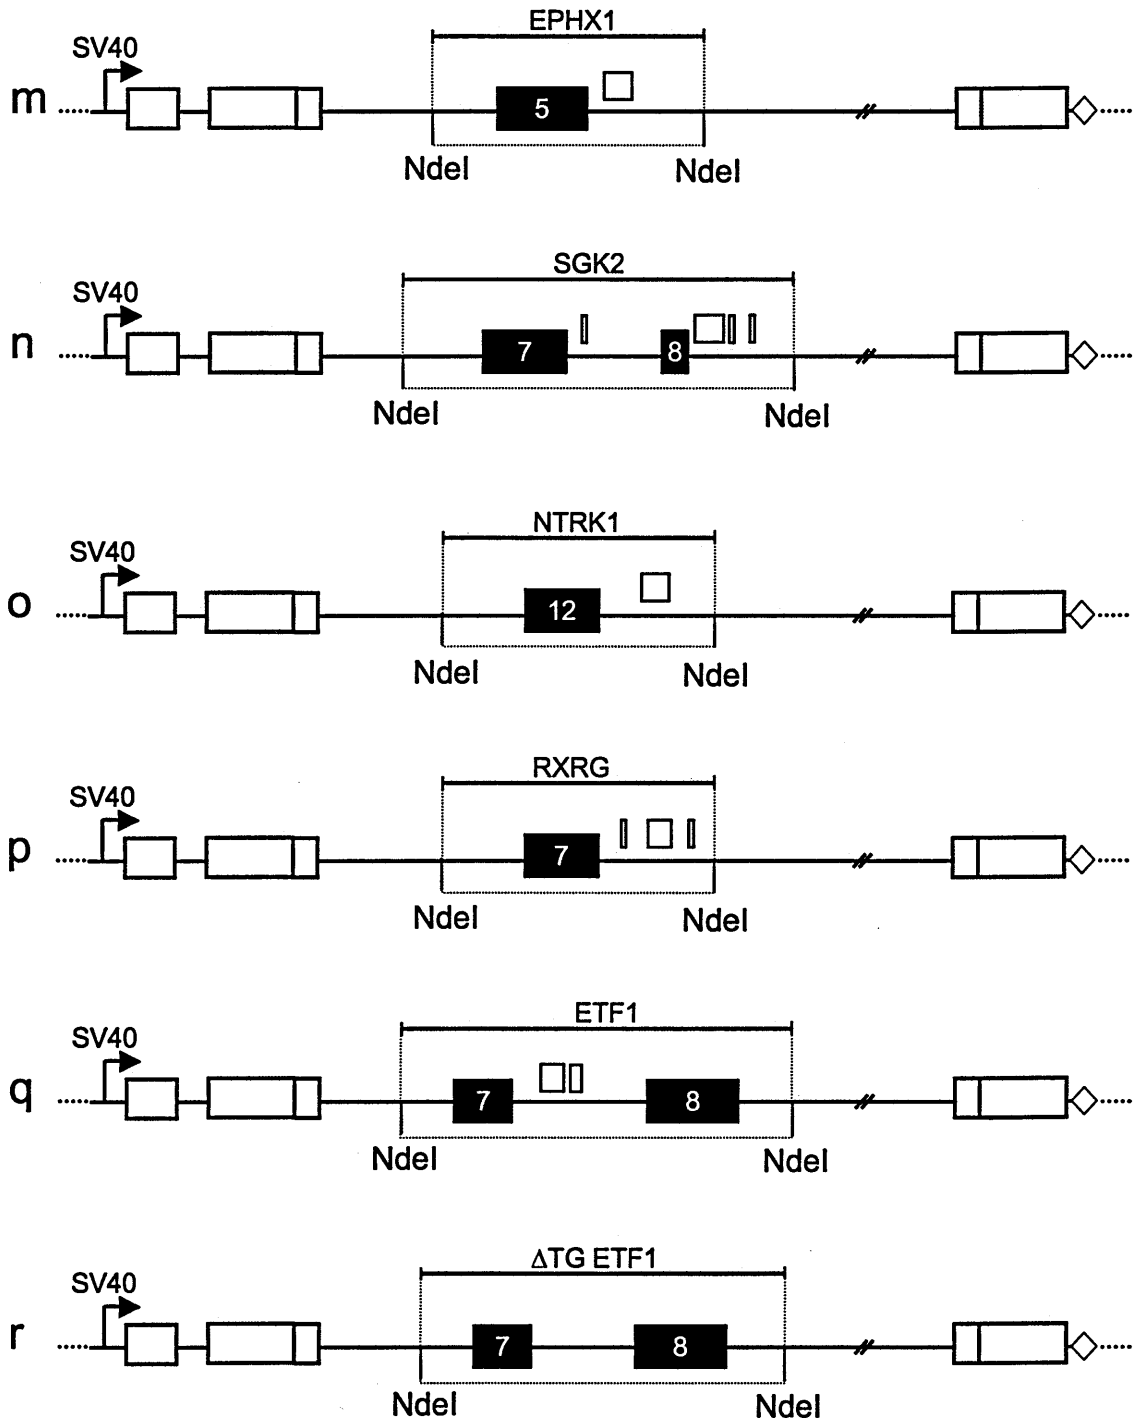 EPHX1
SV40
m
5
NdeI NdeI
SGK2
SV40
n
7 8
NdeI NdeI
NTRK1
SV40
o
12
NdeI NdeI
RXRG
SV40
p
7
NdeI NdeI
ETF1
SV40
q
7 8
NdeI NdeI
ΔTG ETF1
SV40
r
7 8
NdeI NdeI